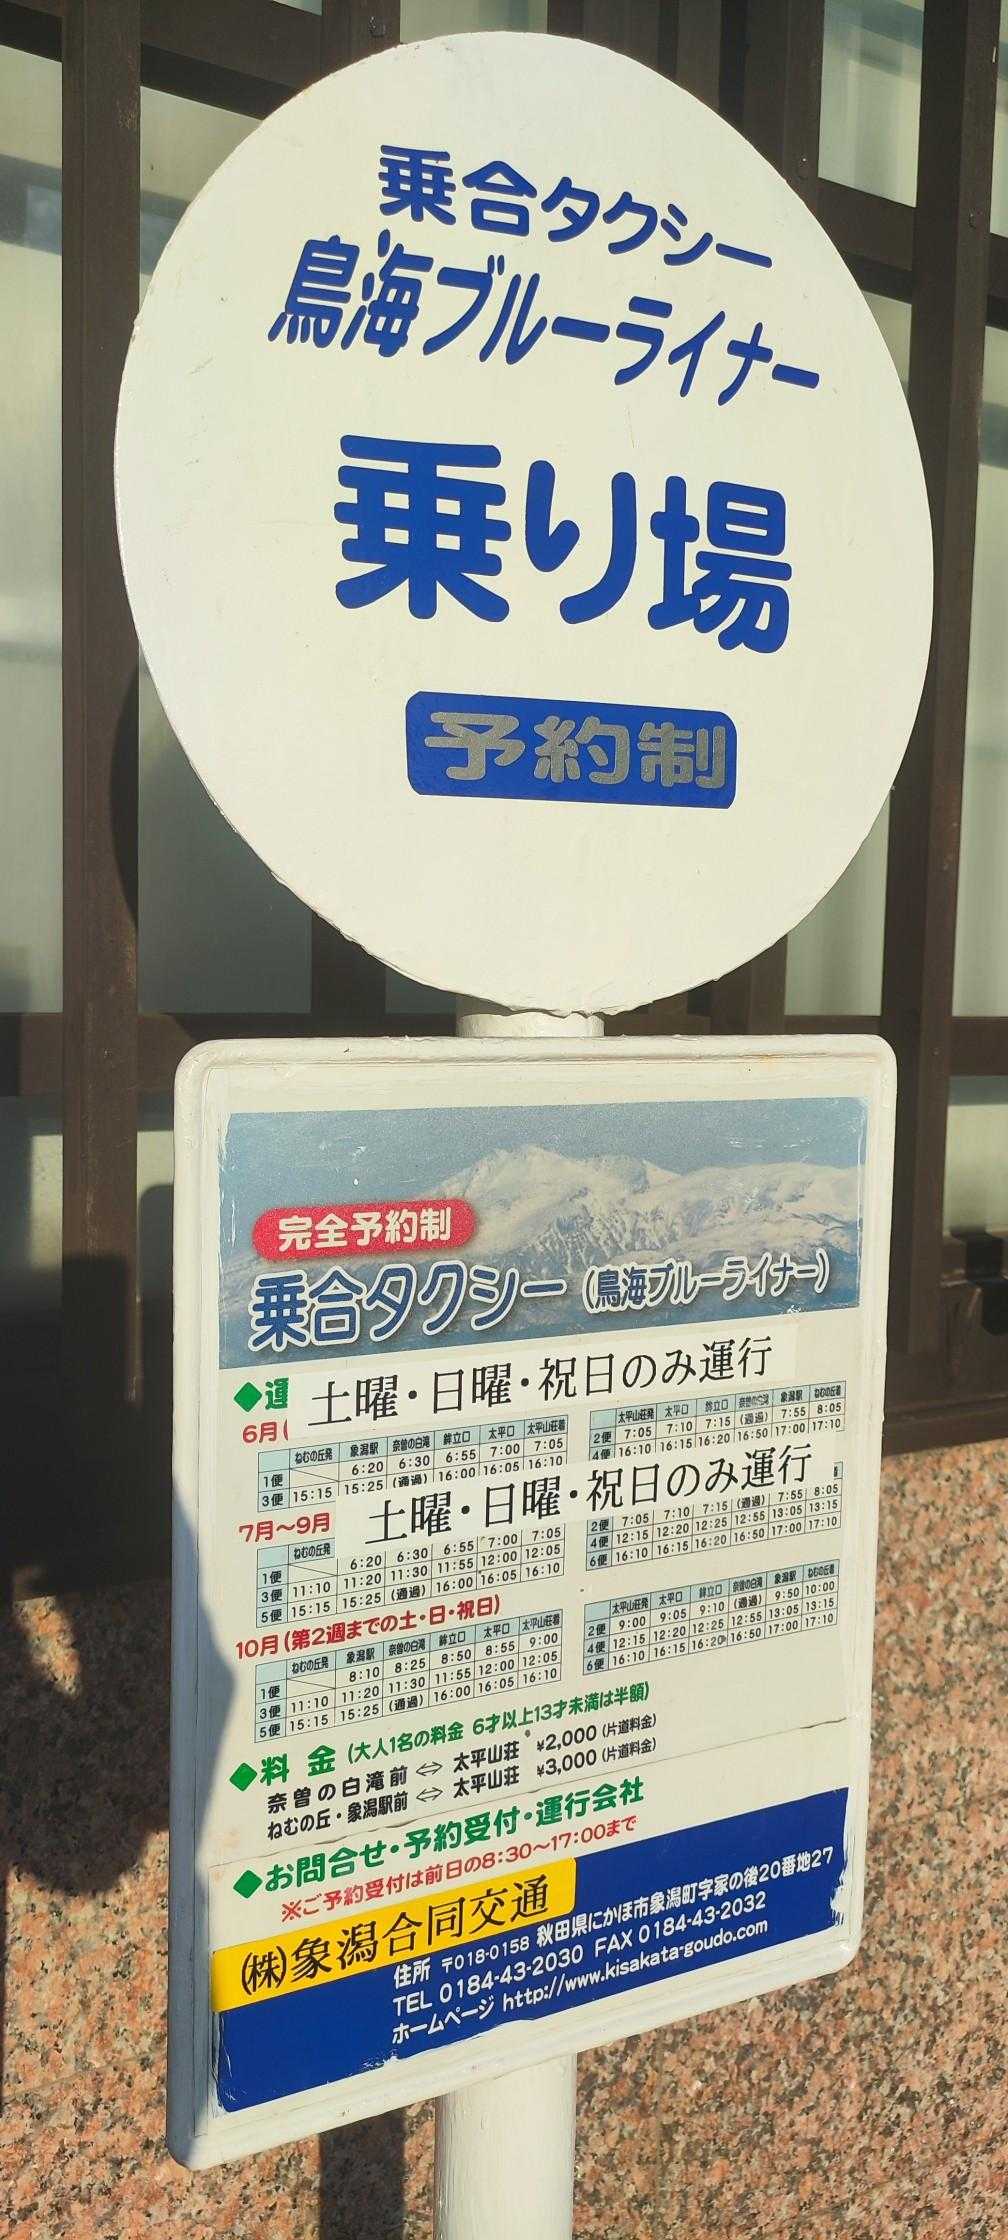 乗合タクシー
鳥海ブルーライナー
乗り場
予約制
完全予約制
乗合タクシー (鳥海ブルーライナー)
◆運
土曜・日曜・祝日のみ運行
6月(
ねむの丘発 象潟駅 奈曽の白滝 鉾立口 太平口 太平山荘着
1便 6:20 6:30 6:55 7:00 7:05
3便 15:15 15:25 (通過) 16:00 16:05 16:10
太平山荘発 太平口 鉾立口 奈曽の白滝 象潟駅 ねむの丘着
2便 7:05 7:10 7:15 (通過) 7:55 8:05
4便 16:10 16:15 16:20 16:50 17:00 17:10
7月～9月
土曜・日曜・祝日のみ運行
ねむの丘発
1便 6:20 6:30 6:55 7:00 7:05
3便 11:10 11:20 11:30 11:55 12:00 12:05
5便 15:15 15:25 (通過) 16:00 16:05 16:10
2便 7:05 7:10 7:15 (通過) 7:55 8:05
4便 12:15 12:20 12:25 12:55 13:05 13:15
6便 16:10 16:15 16:20 16:50 17:00 17:10
10月(第2週までの土・日・祝日)
ねむの丘発 象潟駅 奈曽の白滝 鉾立口 太平口 太平山荘着
1便 8:10 8:25 8:50 8:55 9:00
3便 11:10 11:20 11:30 11:55 12:00 12:05
5便 15:15 15:25 (通過) 16:00 16:05 16:10
太平山荘発 太平口 鉾立口 奈曽の白滝 象潟駅 ねむの丘着
2便 9:00 9:05 9:10 (通過) 9:50 10:00
4便 12:15 12:20 12:25 12:55 13:05 13:15
6便 16:10 16:15 16:20 16:50 17:00 17:10
◆料 金 (大人1名の料金 6才以上13才未満は半額)
奈曽の白滝前 ⇔ 太平山荘 ¥2,000 (片道料金)
ねむの丘・象潟駅前 ⇔ 太平山荘 ¥3,000 (片道料金)
◆お問合せ・予約受付・運行会社
※ご予約受付は前日の8:30～17:00まで
(株)象潟合同交通
住所 〒018-0158 秋田県にかほ市象潟町字家の後20番地27
TEL 0184-43-2030 FAX 0184-43-2032
ホームページ http://www.kisakata-goudo.com